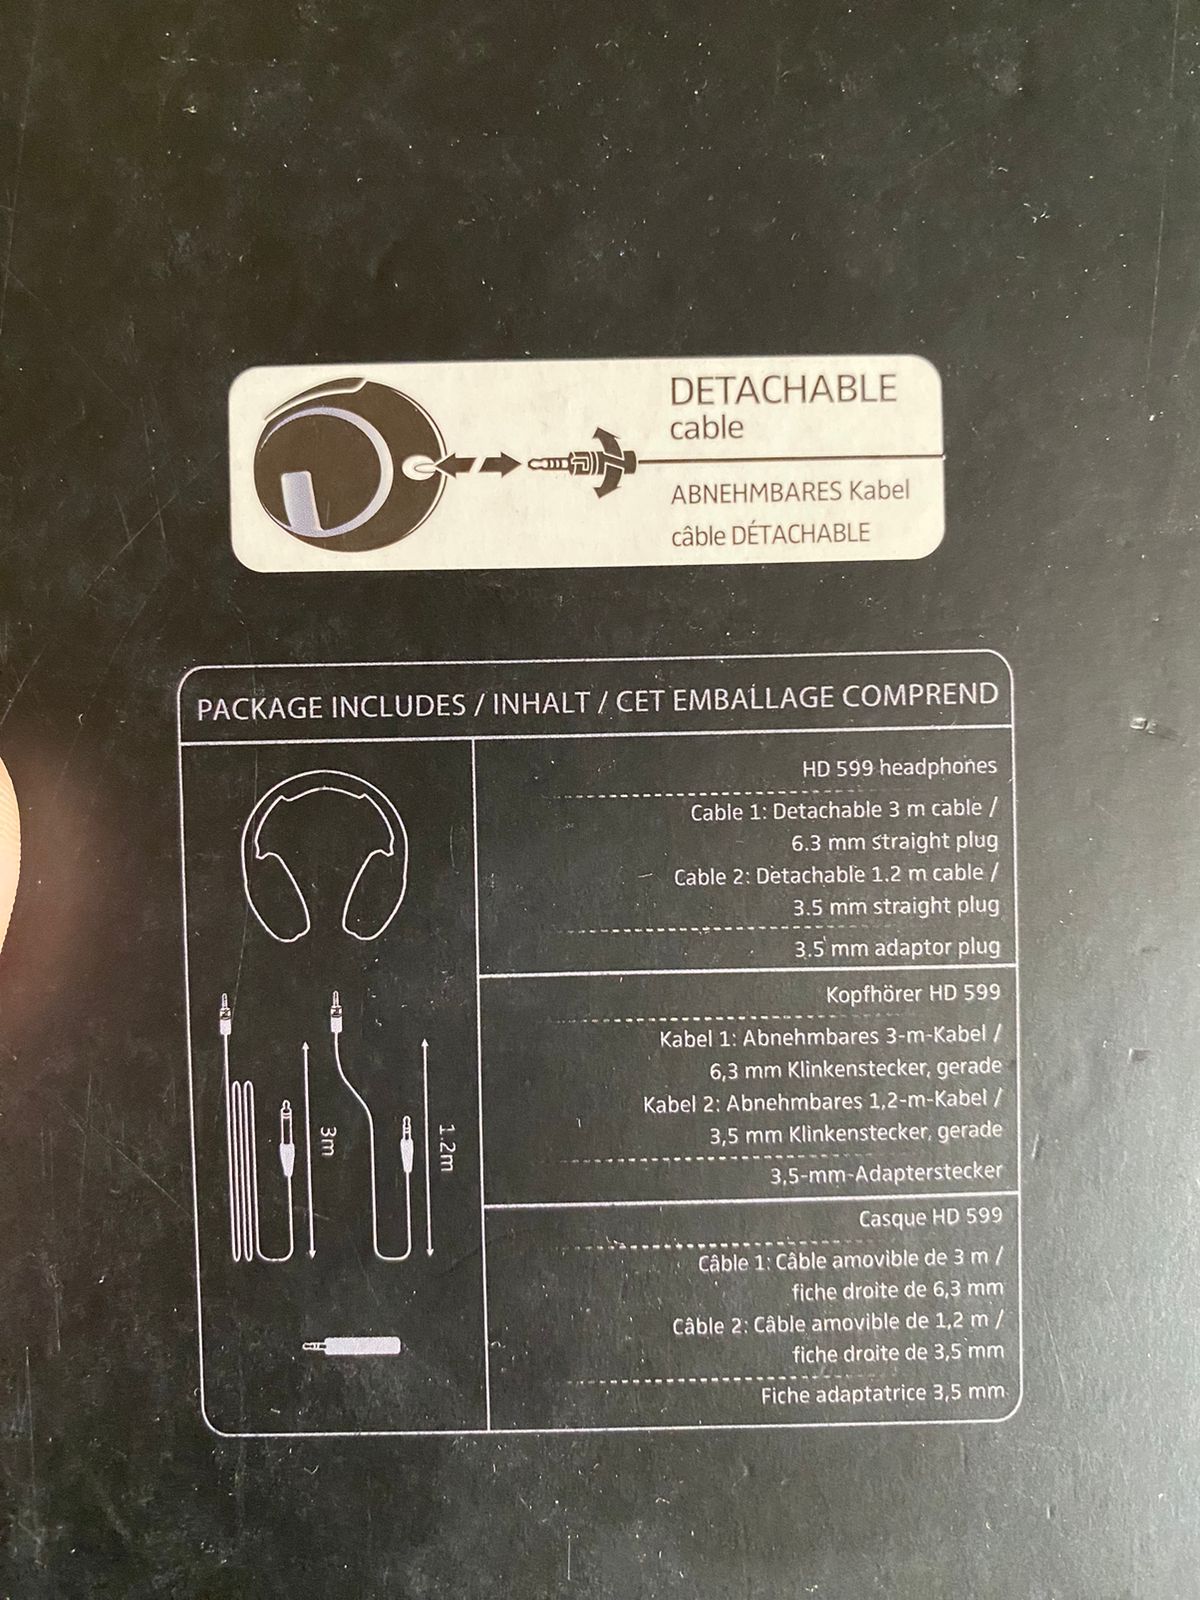 DETACHABLE
cable
ABNEHMBARES Kabel
câble DÉTACHABLE
PACKAGE INCLUDES / INHALT / CET EMBALLAGE COMPREND
HD 599 headphones
Cable 1: Detachable 3 m cable /
6.3 mm straight plug
Cable 2: Detachable 1.2 m cable /
3.5 mm straight plug
3.5 mm adaptor plug
Kopfhörer HD 599
Kabel 1: Abnehmbares 3-m-Kabel /
6,3 mm Klinkenstecker, gerade
Kabel 2: Abnehmbares 1,2-m-Kabel /
3,5 mm Klinkenstecker, gerade
3,5-mm-Adapterstecker
Casque HD 599
Câble 1: Câble amovible de 3 m /
fiche droite de 6,3 mm
Câble 2: Câble amovible de 1,2 m /
fiche droite de 3,5 mm
Fiche adaptatrice 3,5 mm
3m
1.2m